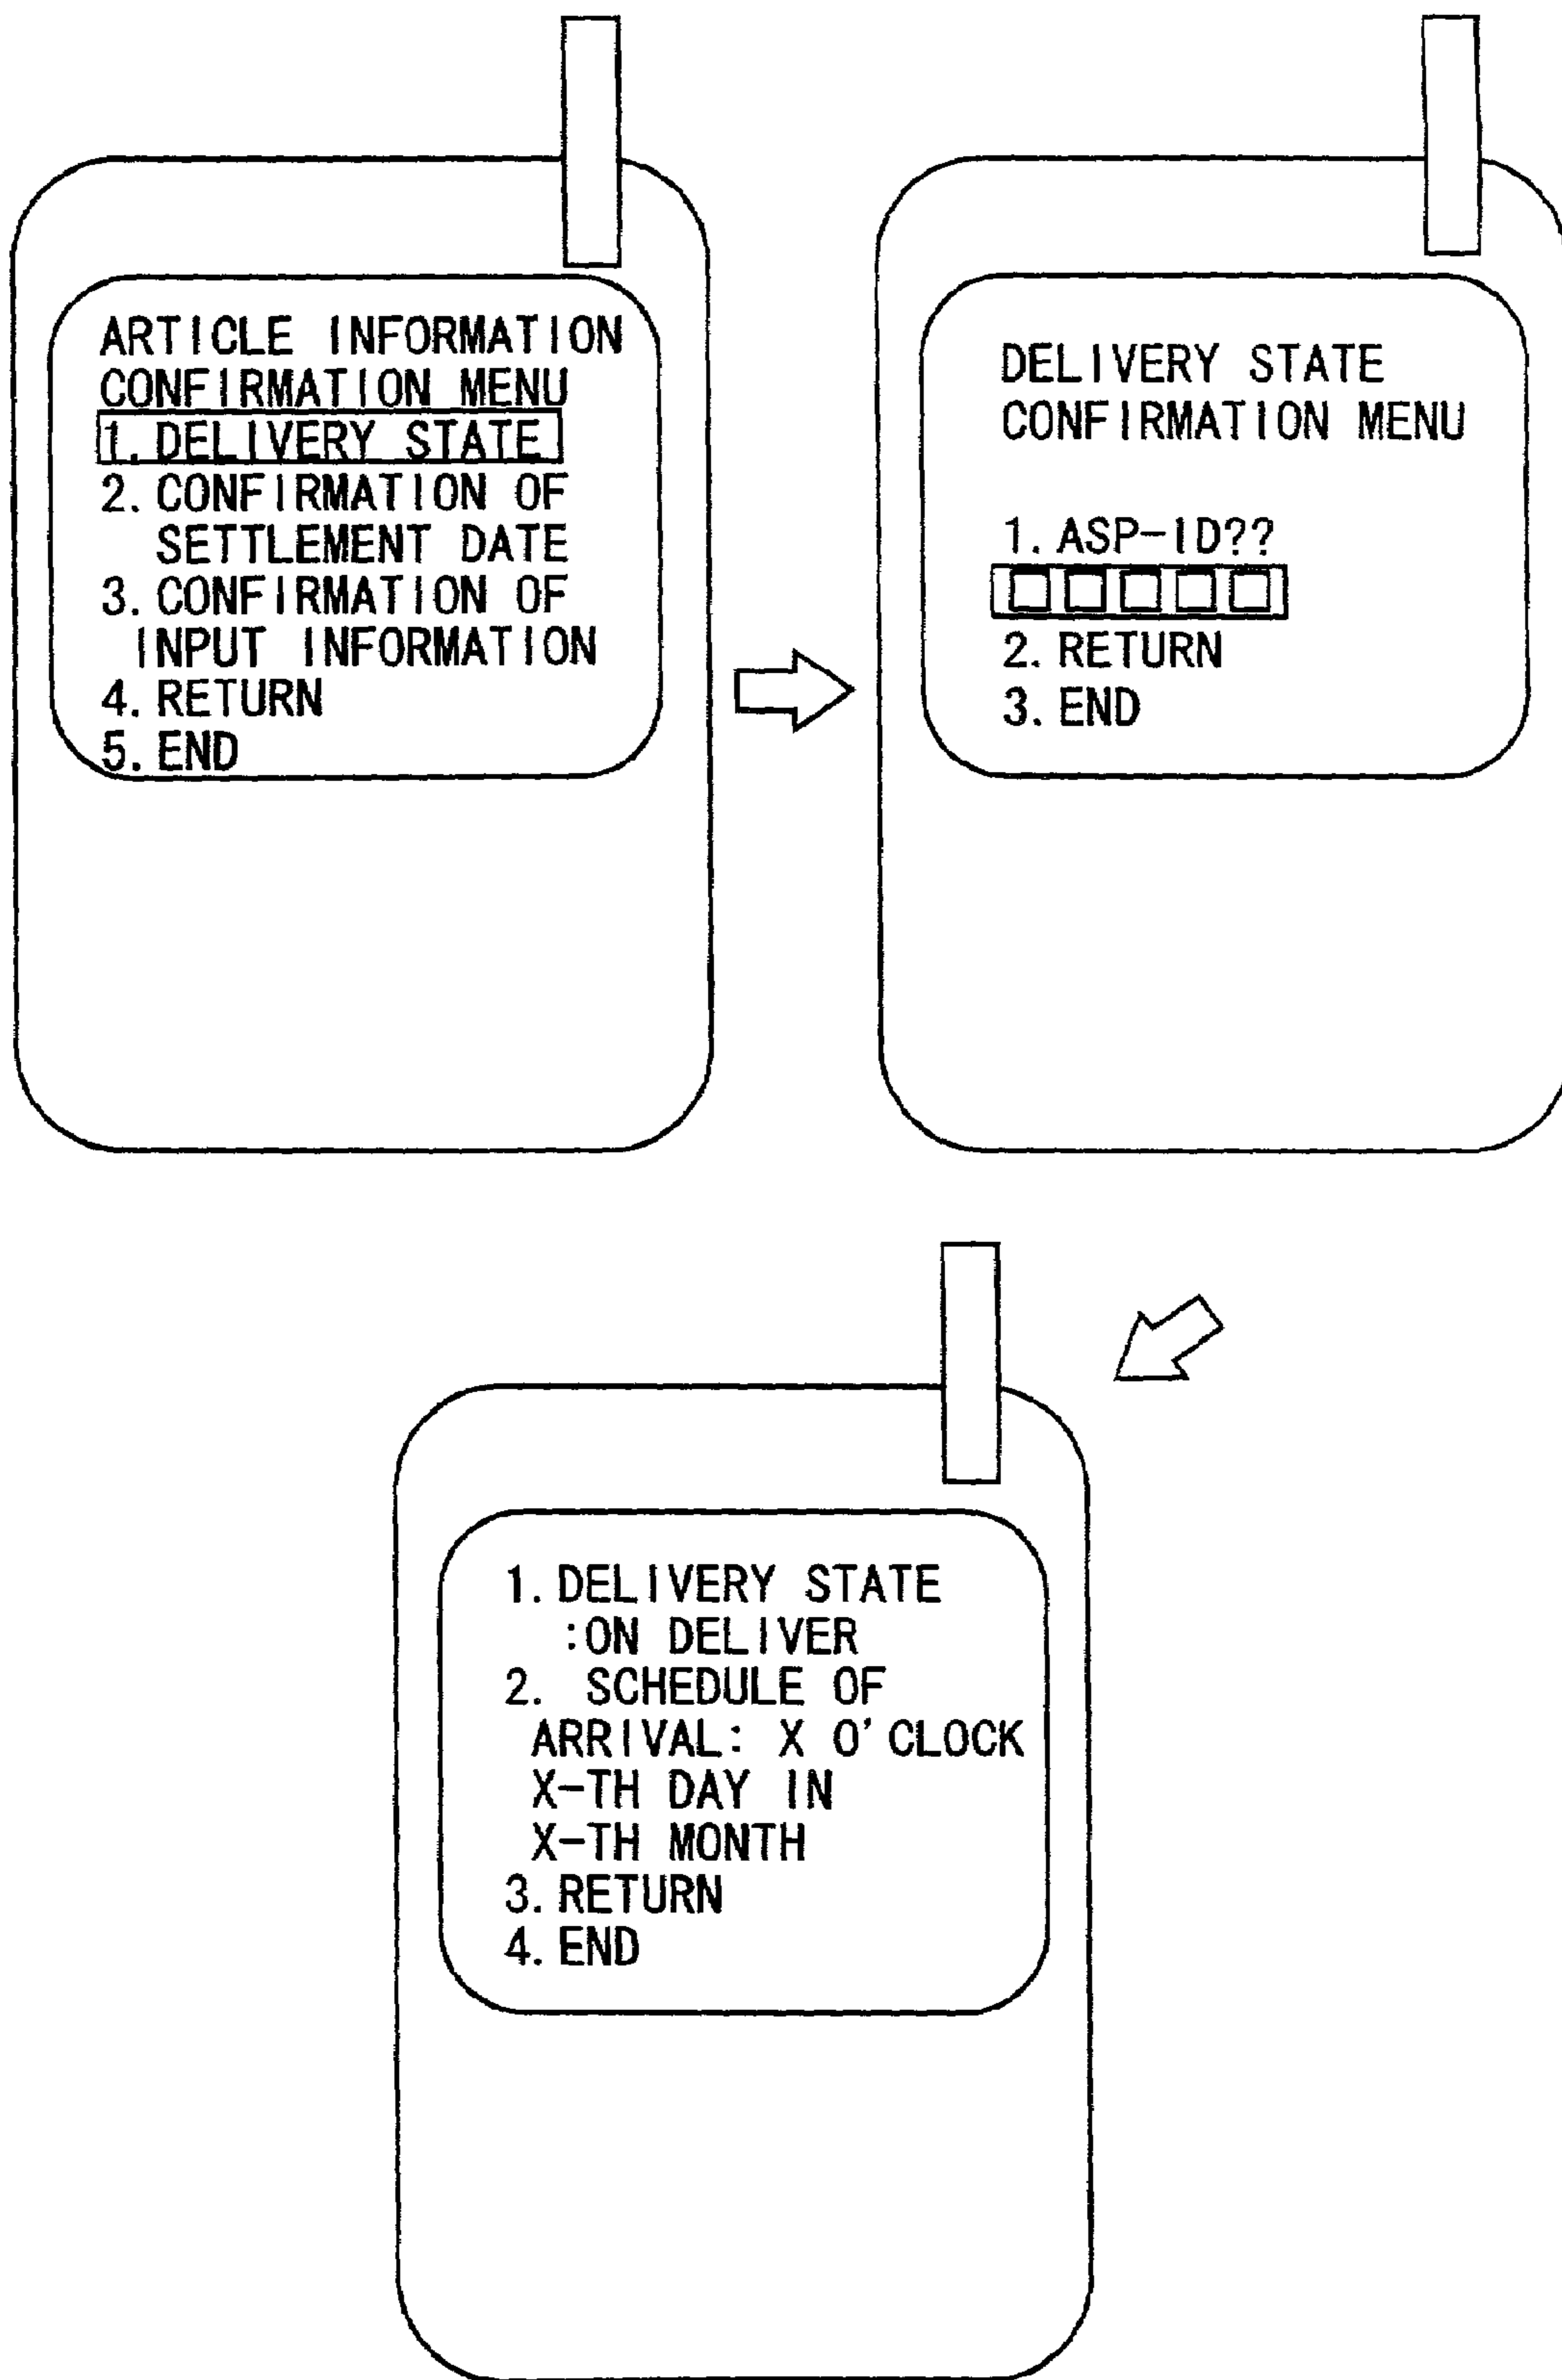 ARTICLE INFORMATION
CONFIRMATION MENU
1. DELIVERY STATE
2. CONFIRMATION OF
SETTLEMENT DATE
3. CONFIRMATION OF
INPUT INFORMATION
4. RETURN
5. END
DELIVERY STATE
CONFIRMATION MENU
1. ASP-ID??
□□□□□
2. RETURN
3. END
1. DELIVERY STATE
:ON DELIVER
2. SCHEDULE OF
ARRIVAL: X O'CLOCK
X-TH DAY IN
X-TH MONTH
3. RETURN
4. END